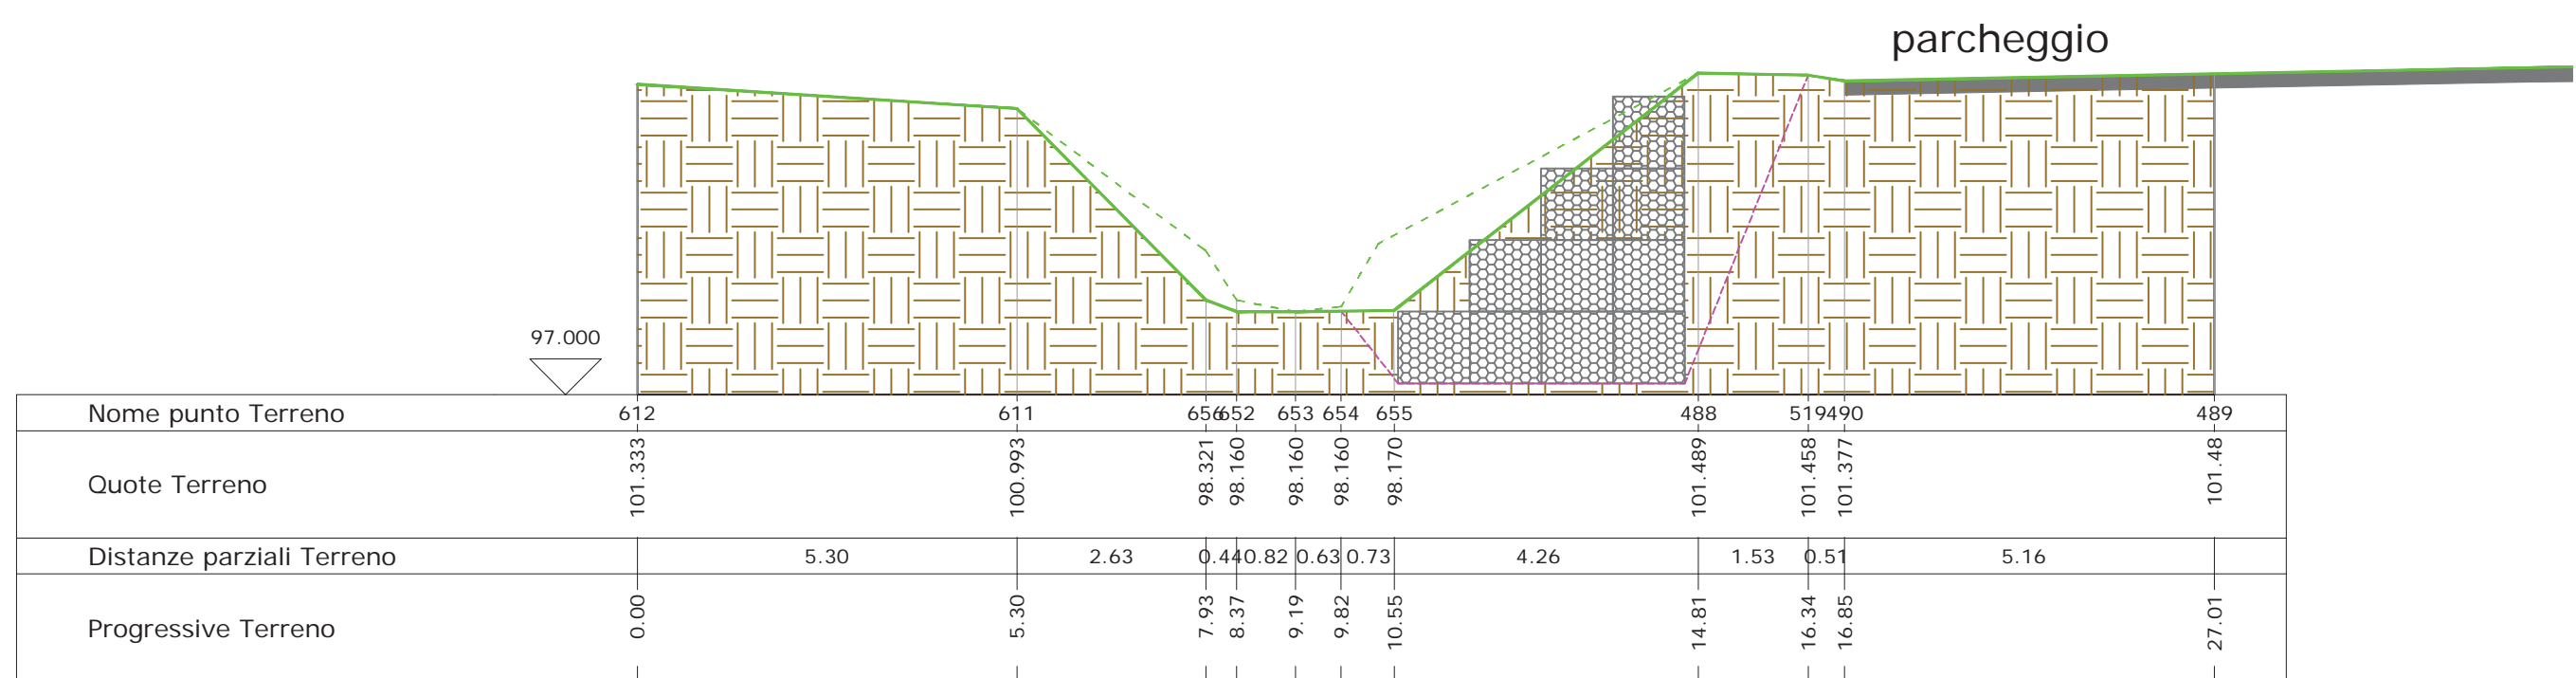 parcheggio
97.000
Nome punto Terreno 612 611 656 652 653 654 655 488 519 490 489
Quote Terreno 101.333 100.993 98.321 98.160 98.160 98.160 98.170 101.489 101.458 101.377 101.48
Distanze parziali Terreno 5.30 2.63 0.44 0.82 0.63 0.73 4.26 1.53 0.51 5.16
Progressive Terreno 0.00 5.30 7.93 8.37 9.19 9.82 10.55 14.81 16.34 16.85 27.01